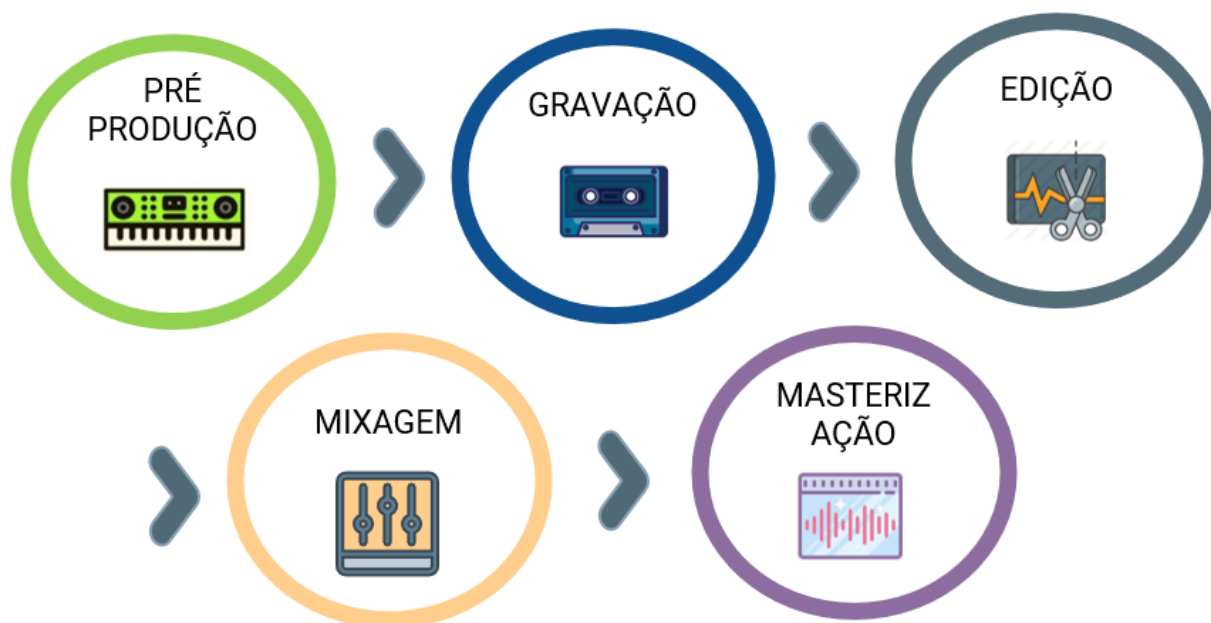 PRÉ
PRODUÇÃO
GRAVAÇÃO
EDIÇÃO
MIXAGEM
MASTERIZ
AÇÃO